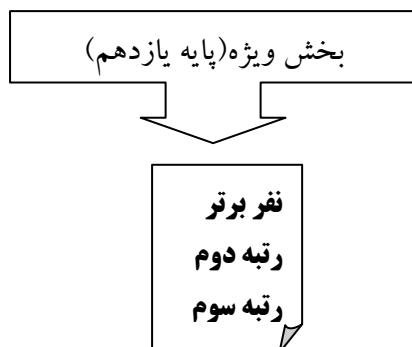 بخش ویژه(پایه یازدهم)
نفر برتر
رتبه دوم
رتبه سوم